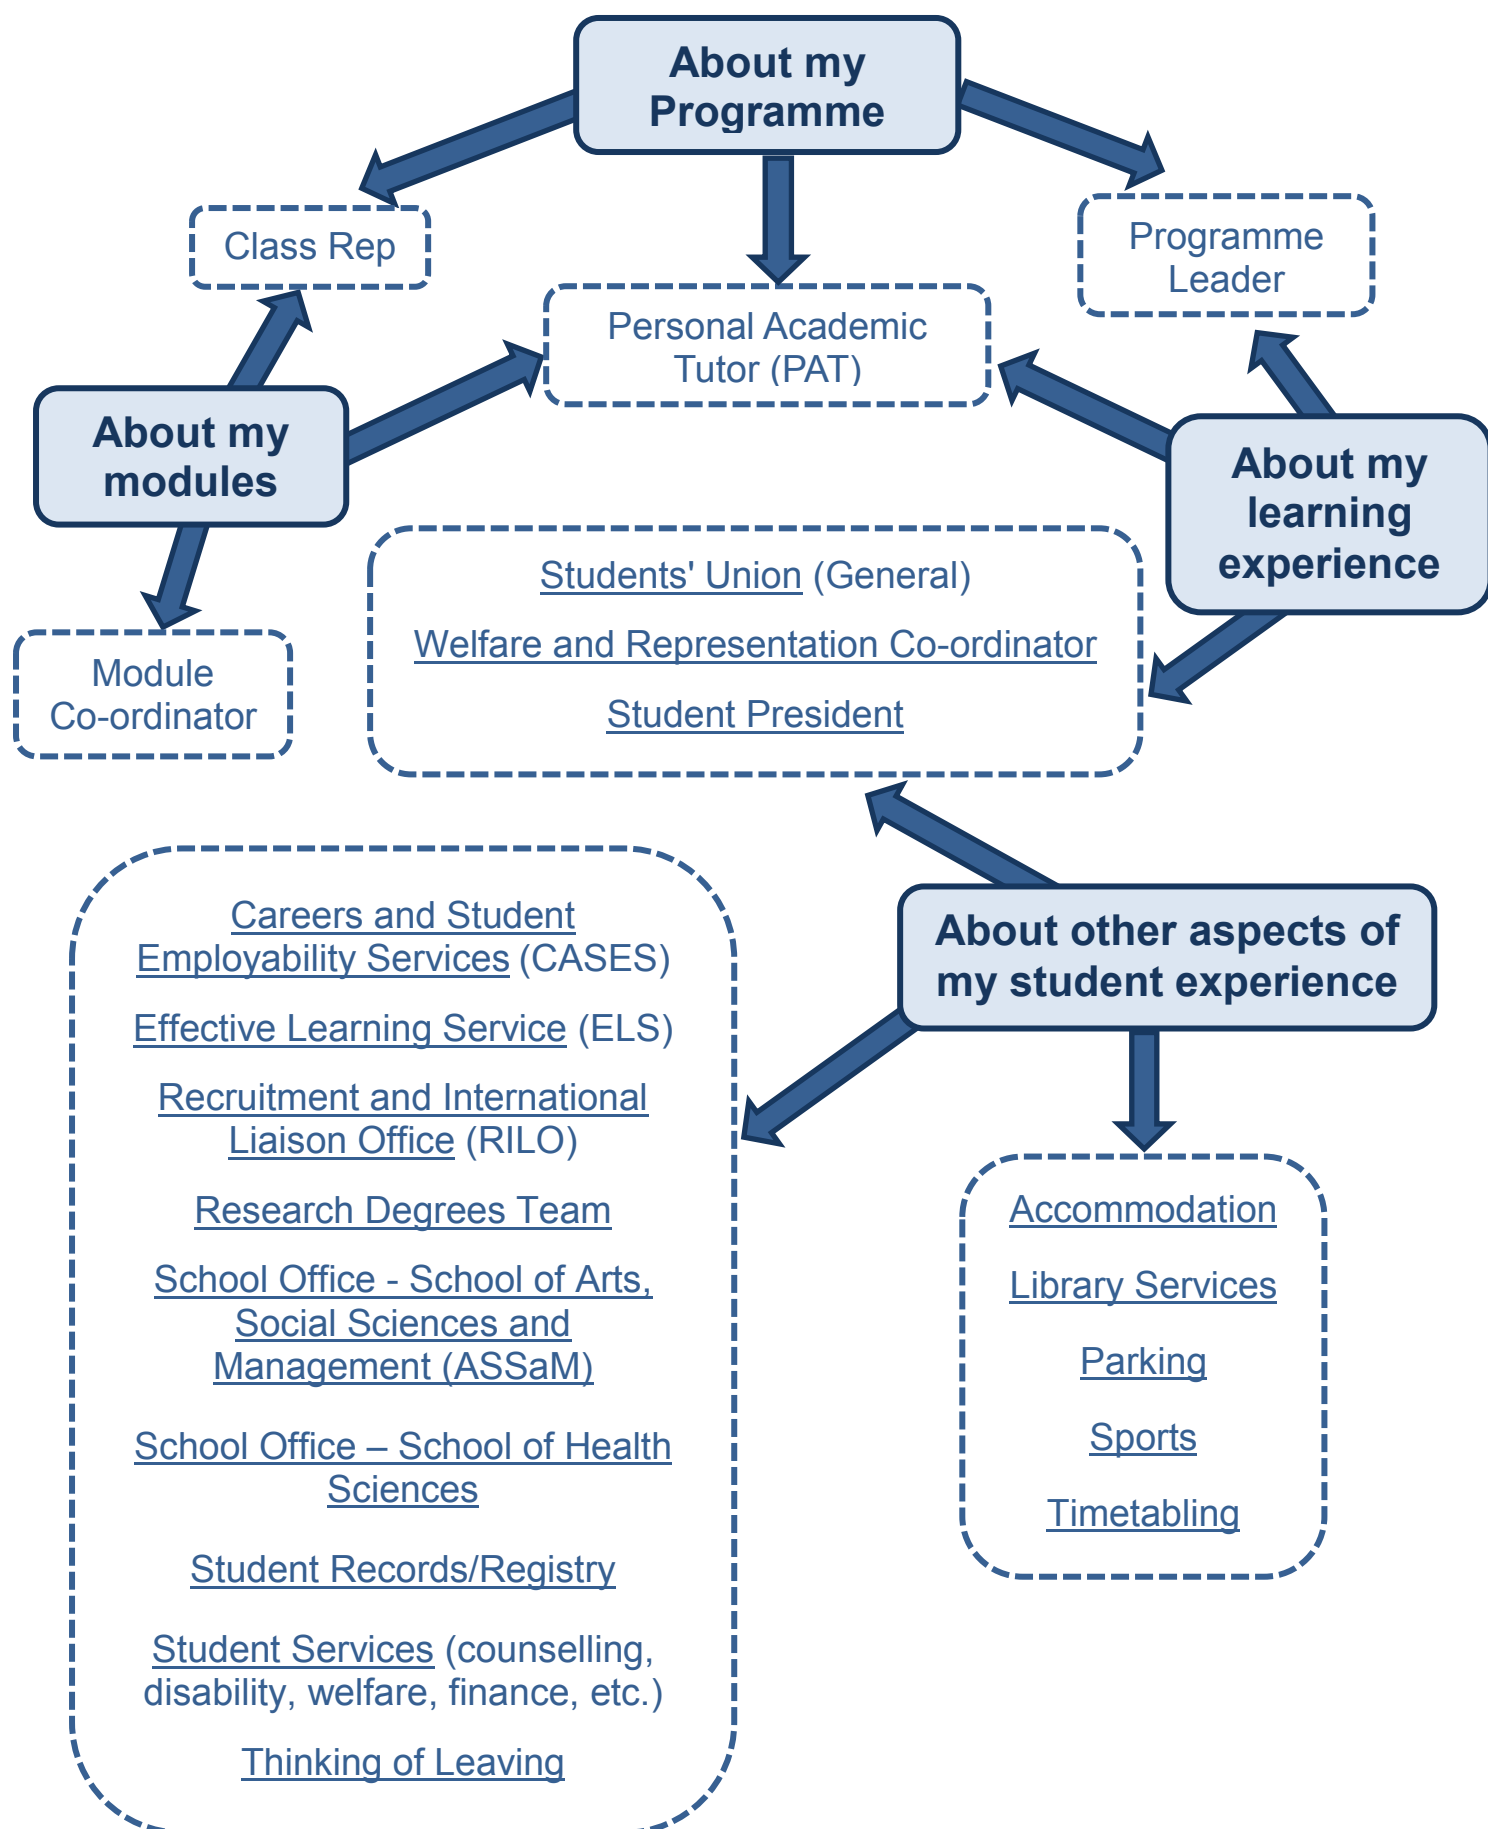 About my
Programme
Class Rep
Programme
Leader
Personal Academic
Tutor (PAT)
About my
modules
About my
learning
experience
Students' Union (General)
Welfare and Representation Co-ordinator
Student President
Module
Co-ordinator
About other aspects of
my student experience
Careers and Student
Employability Services (CASES)
Effective Learning Service (ELS)
Recruitment and International
Liaison Office (RILO)
Research Degrees Team
School Office - School of Arts,
Social Sciences and
Management (ASSaM)
School Office – School of Health
Sciences
Student Records/Registry
Student Services (counselling,
disability, welfare, finance, etc.)
Thinking of Leaving
Accommodation
Library Services
Parking
Sports
Timetabling